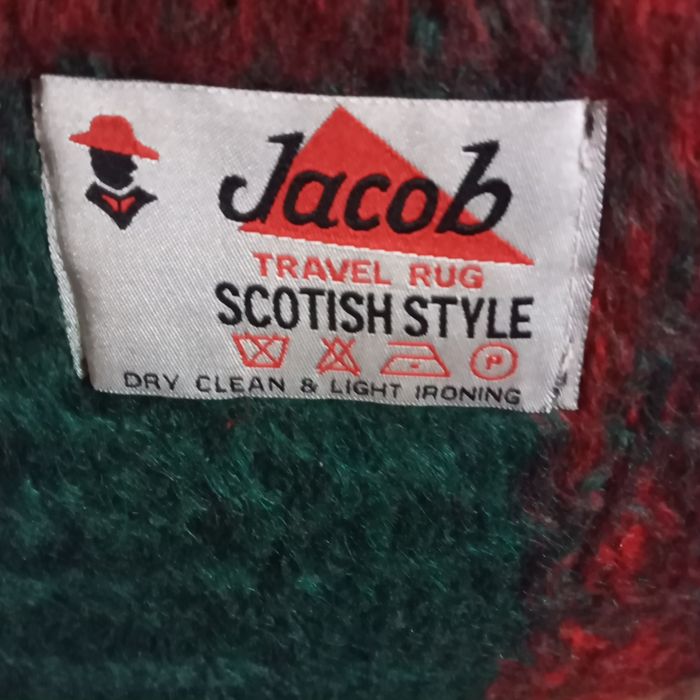 Jacob
TRAVEL RUG
SCOTISH STYLE
P
DRY CLEAN & LIGHT IRONING